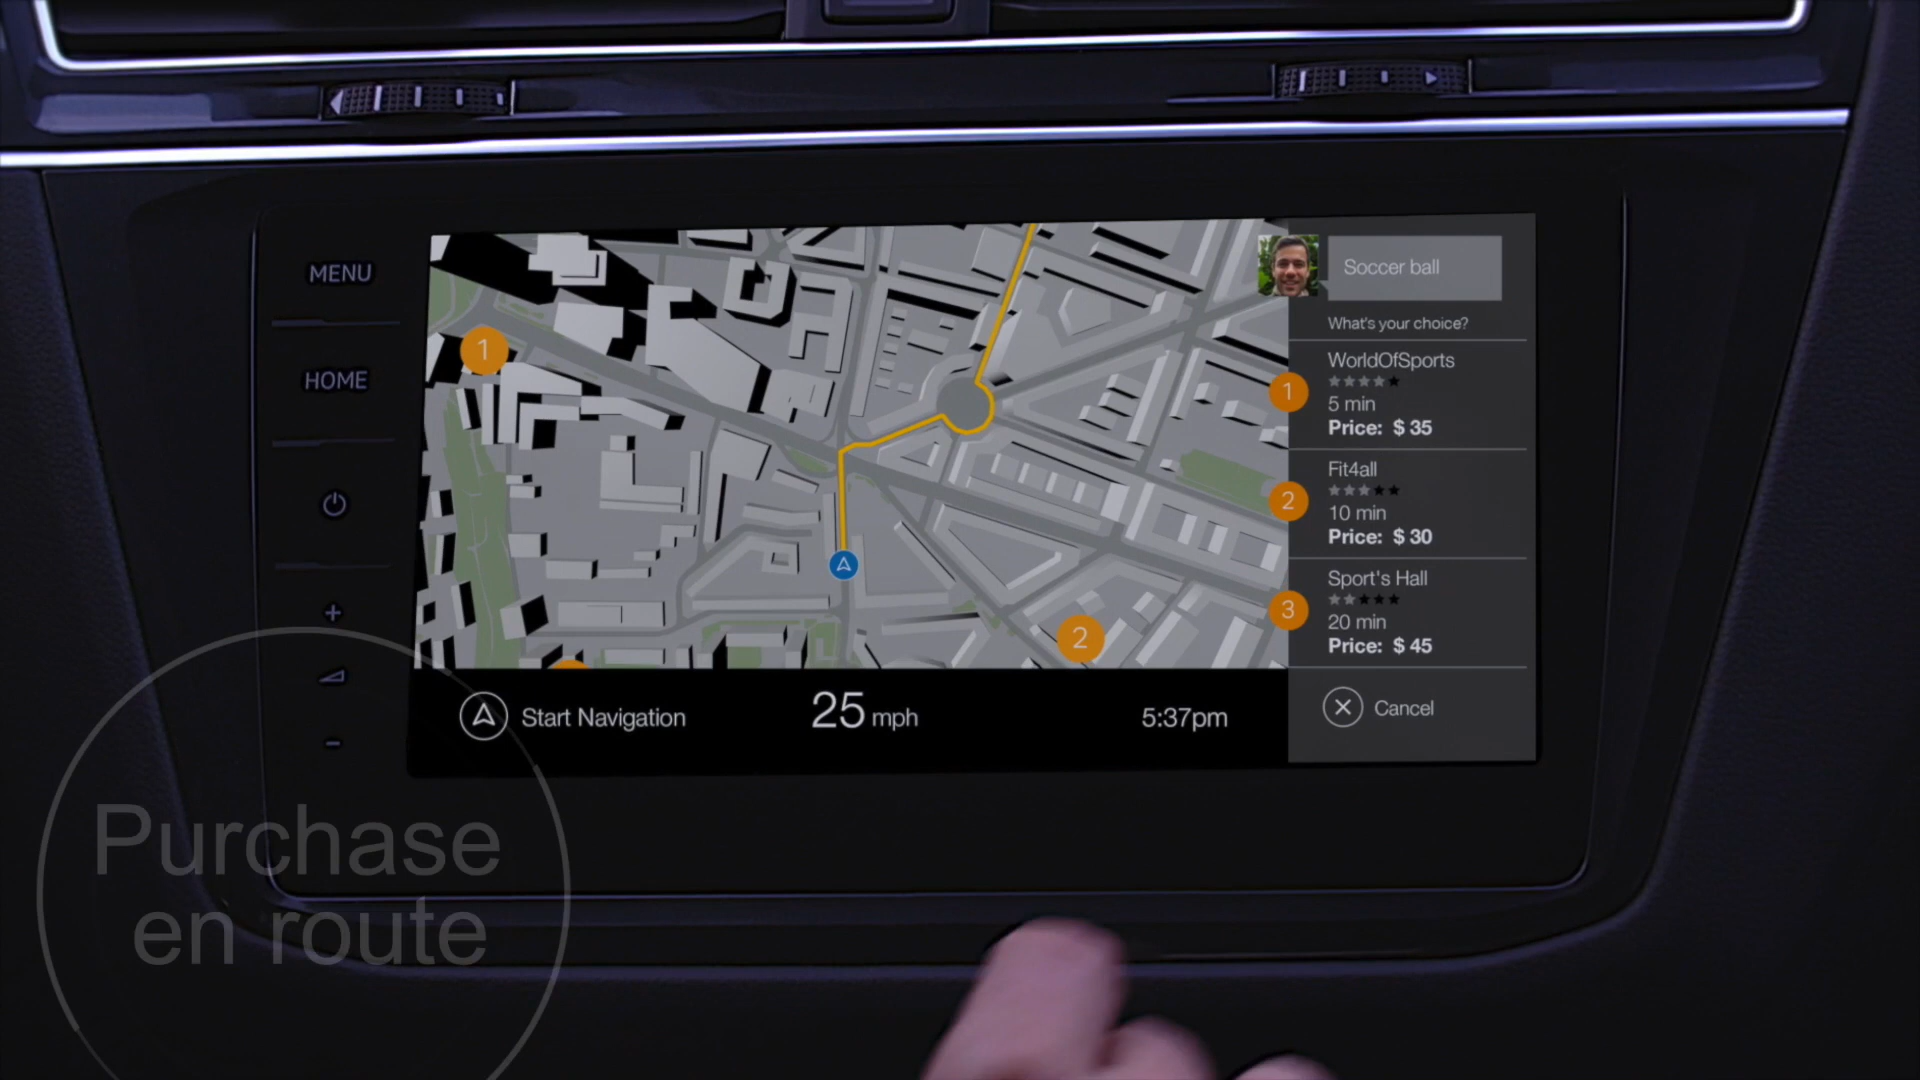 MENU
HOME
1
2
Start Navigation
25 mph
5:37pm
Soccer ball
What's your choice?
1
WorldOfSports
5 min
Price: $ 35
2
Fit4all
10 min
Price: $ 30
3
Sport's Hall
20 min
Price: $ 45
Cancel
Purchase
en route